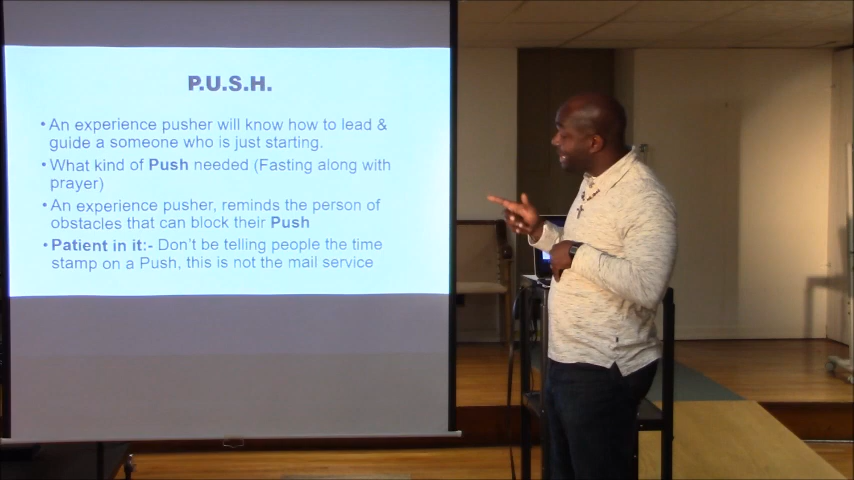 P.U.S.H.
• An experience pusher will know how to lead &
guide a someone who is just starting.
• What kind of Push needed (Fasting along with
prayer)
• An experience pusher, reminds the person of
obstacles that can block their Push
• Patient in it:- Don't be telling people the time
stamp on a Push, this is not the mail service